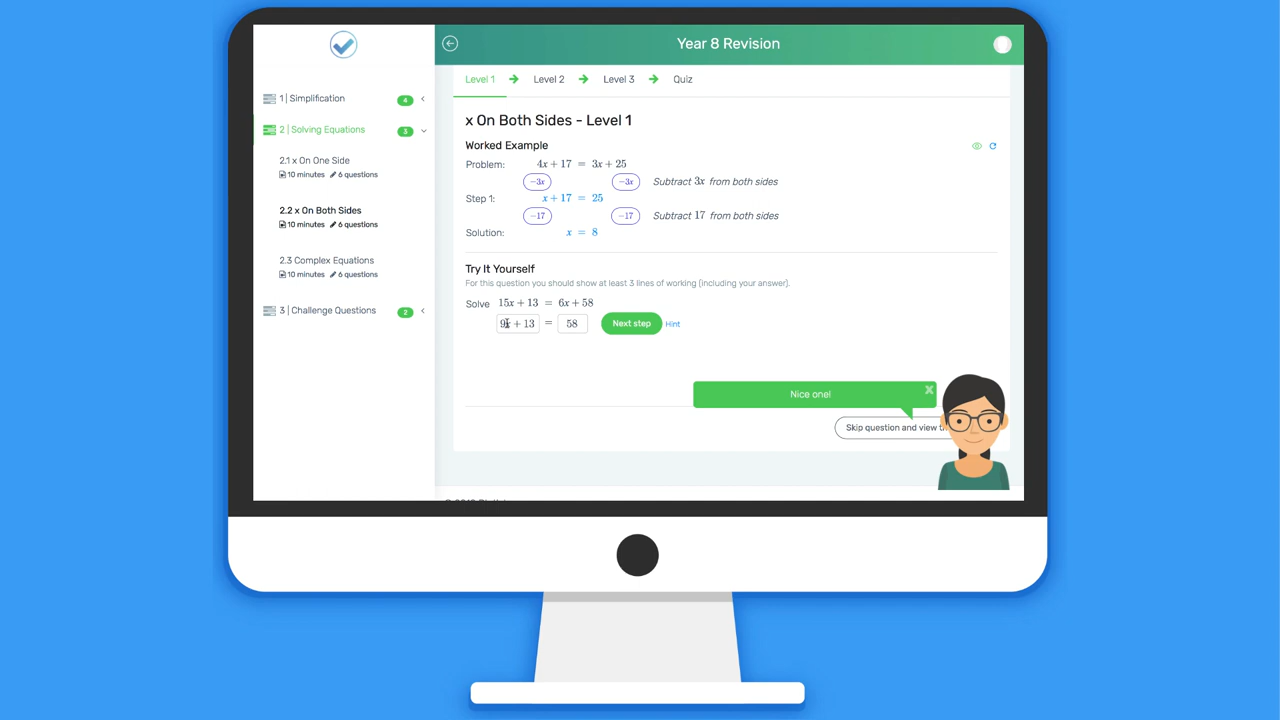 Year 8 Revision
1 | Simplification 4
2 | Solving Equations 3
2.1 x On One Side
10 minutes 6 questions
2.2 x On Both Sides
10 minutes 6 questions
2.3 Complex Equations
10 minutes 6 questions
3 | Challenge Questions 2
Level 1 Level 2 Level 3 Quiz
x On Both Sides - Level 1
Worked Example
Problem: 4x + 17 = 3x + 25
−3x −3x Subtract 3x from both sides
Step 1: x + 17 = 25
−17 −17 Subtract 17 from both sides
Solution: x = 8
Try It Yourself
For this question you should show at least 3 lines of working (including your answer).
Solve 15x + 13 = 6x + 58
9x + 13 = 58 Next step Hint
Nice one!
Skip question and view